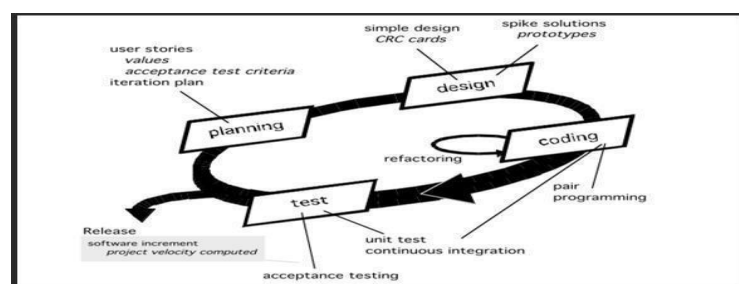 simple design
CRC cards
spike solutions
prototypes
user stories
values
acceptance test criteria
iteration plan
design
planning
coding
refactoring
pair
programming
test
unit test
continuous integration
Release
software increment
project velocity computed
acceptance testing